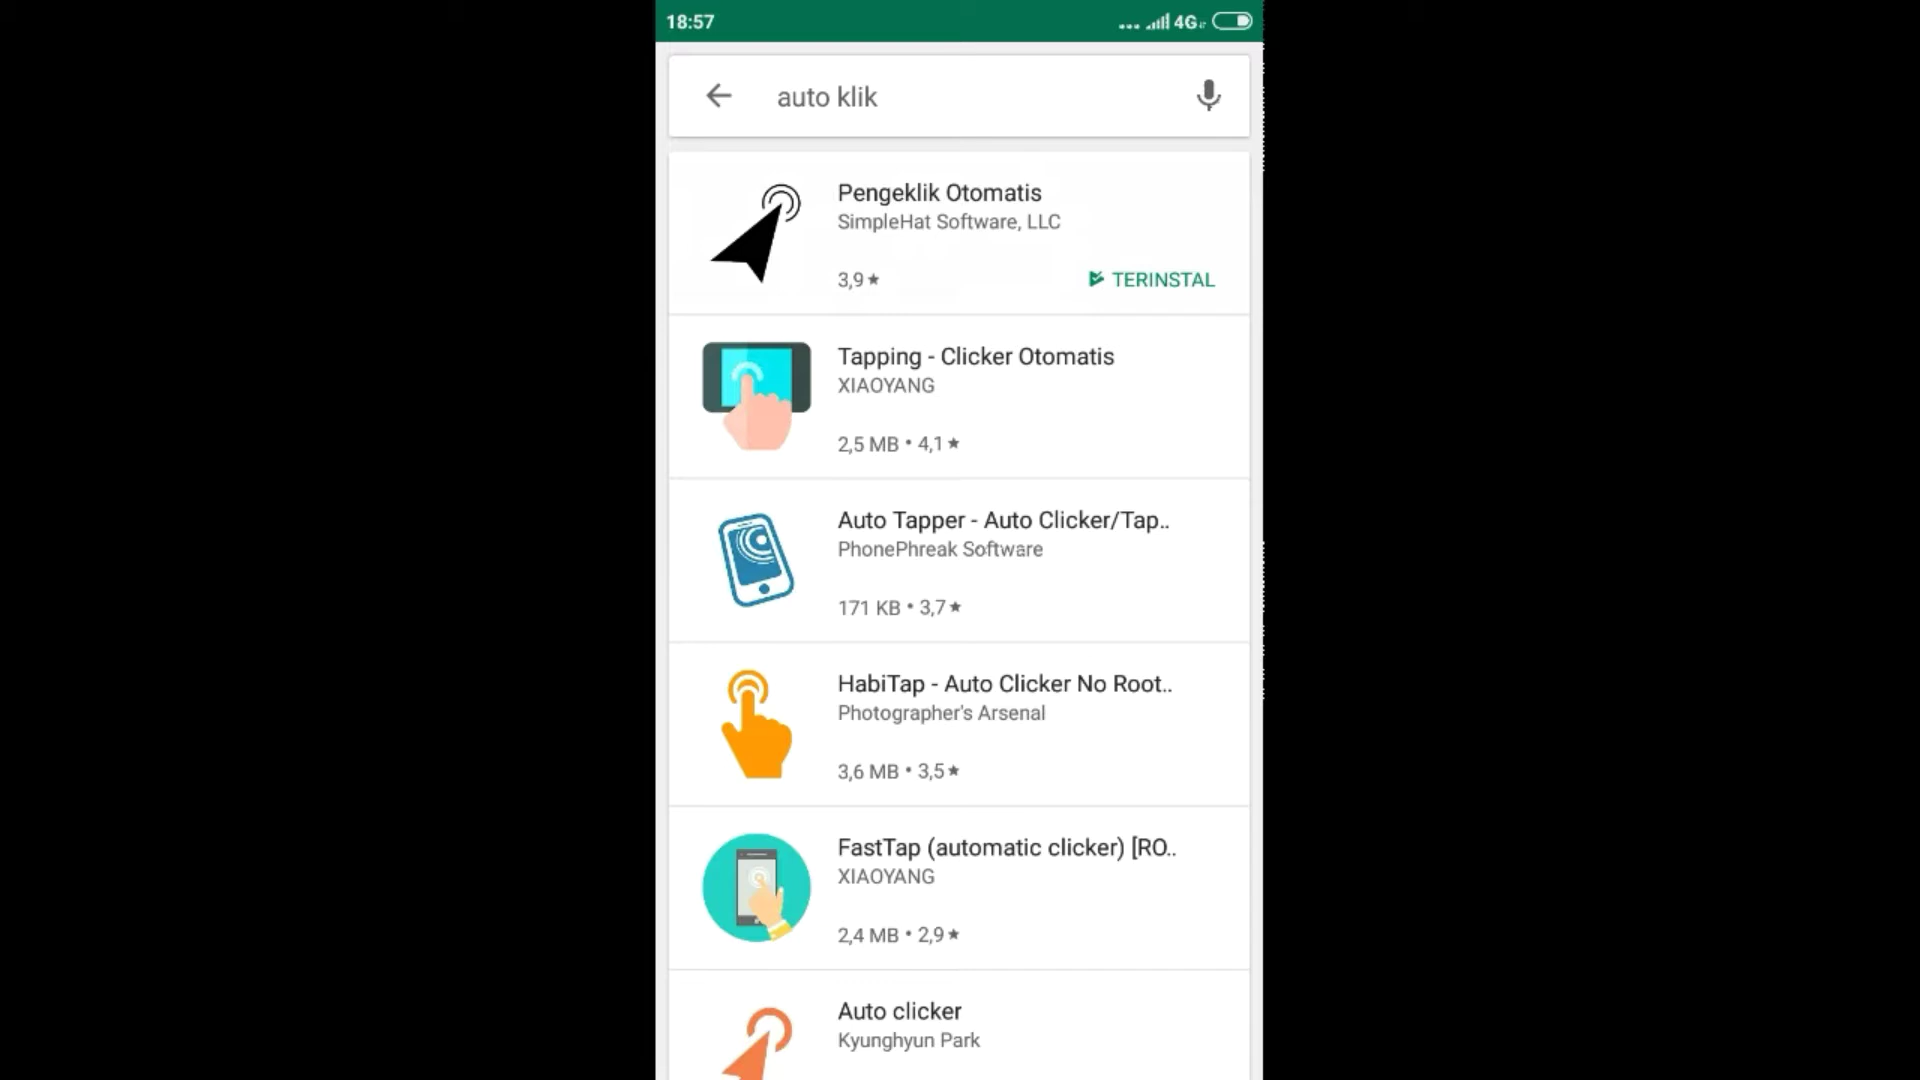 18:57
4G
auto klik
Pengeklik Otomatis
SimpleHat Software, LLC
3,9★
TERINSTAL
Tapping - Clicker Otomatis
XIAOYANG
2,5 MB • 4,1★
Auto Tapper - Auto Clicker/Tap..
PhonePhreak Software
171 KB • 3,7★
HabiTap - Auto Clicker No Root..
Photographer's Arsenal
3,6 MB • 3,5★
FastTap (automatic clicker) [RO..
XIAOYANG
2,4 MB • 2,9★
Auto clicker
Kyunghyun Park